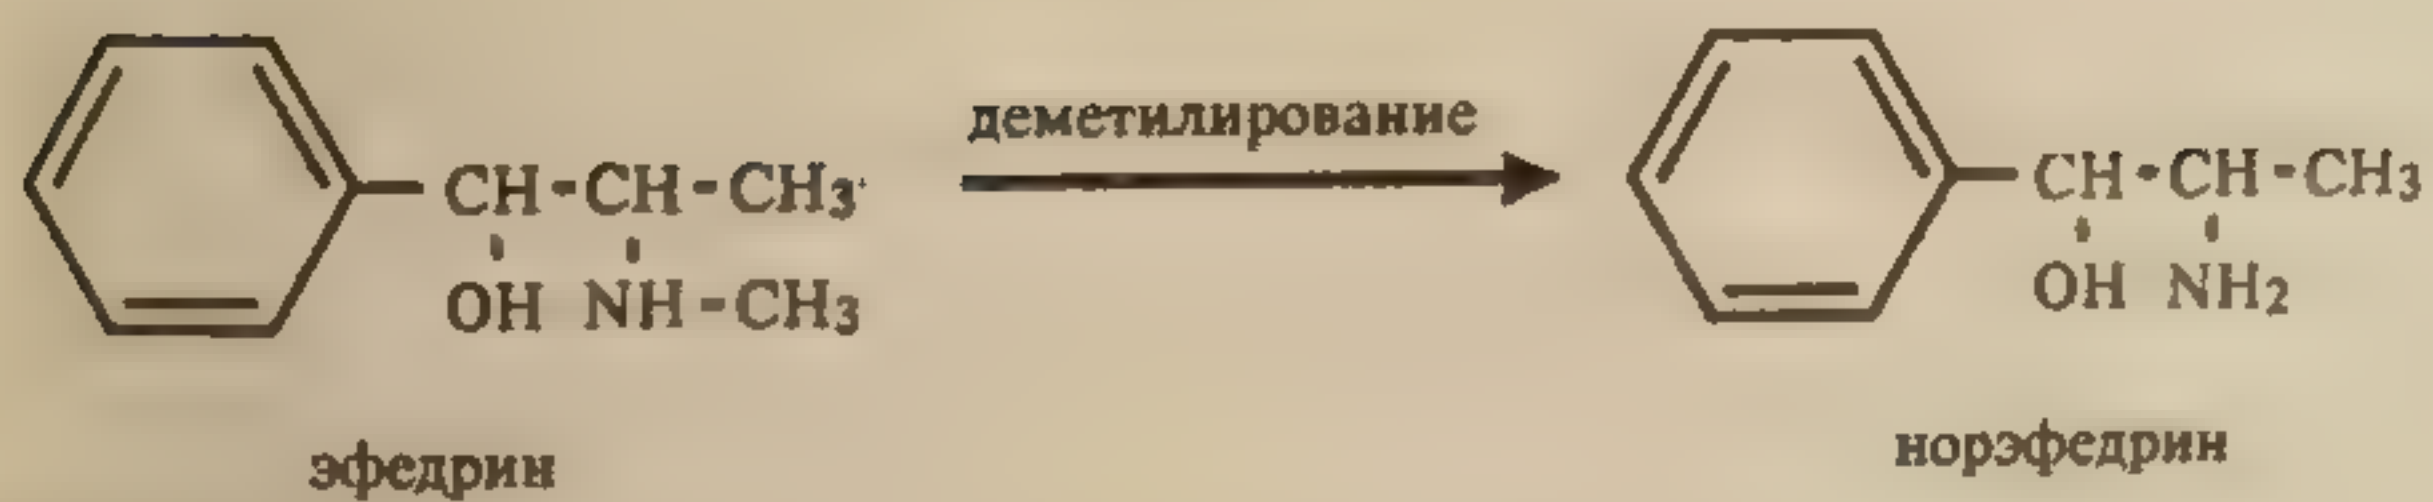 деметилирование
CH-CH-CH3 CH-CH-CH3
OH NH-CH3 OH NH2
эфедрин норэфедрин